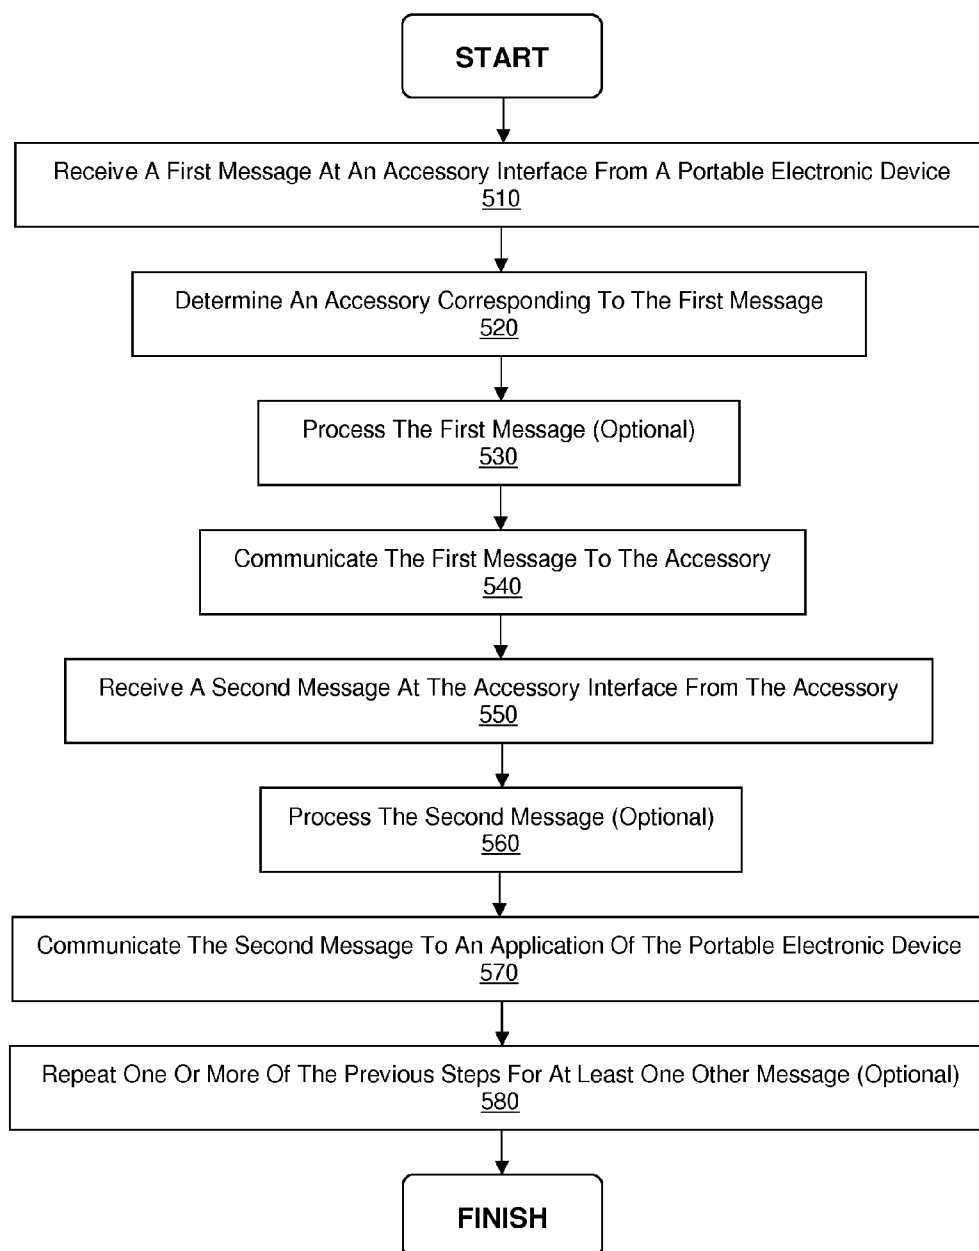 START
Receive A First Message At An Accessory Interface From A Portable Electronic Device
510
Determine An Accessory Corresponding To The First Message
520
Process The First Message (Optional)
530
Communicate The First Message To The Accessory
540
Receive A Second Message At The Accessory Interface From The Accessory
550
Process The Second Message (Optional)
560
Communicate The Second Message To An Application Of The Portable Electronic Device
570
Repeat One Or More Of The Previous Steps For At Least One Other Message (Optional)
580
FINISH